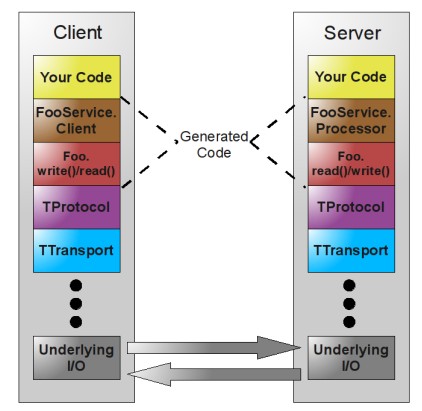 Client
Your Code
FooService.
Client
Foo.
write()/read()
TProtocol
TTransport
Underlying
I/O
Generated
Code
Server
Your Code
FooService.
Processor
Foo.
read()/write()
TProtocol
TTransport
Underlying
I/O